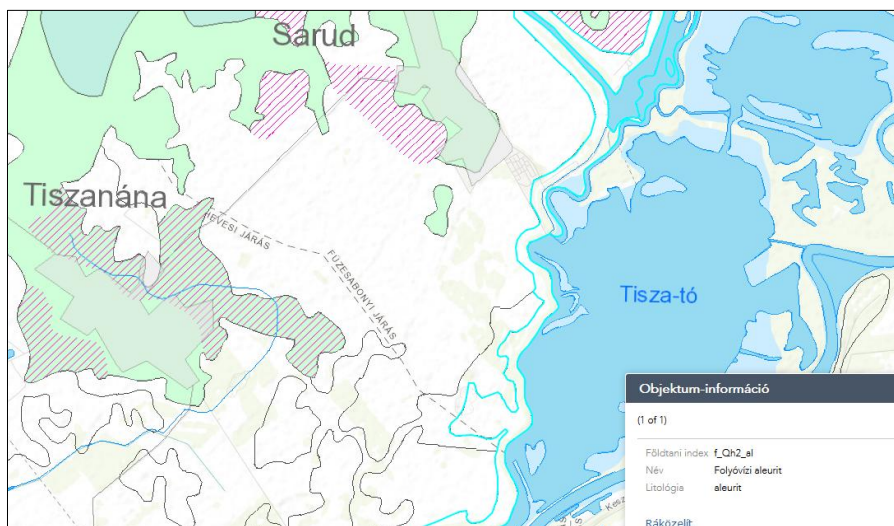 Sarud
Tiszanána
HEVESI JÁRÁS
FÜZESABONYI JÁRÁS
Tisza-tó
Objektum-információ
(1 of 1)
Földtani index f_Qh2_al
Név Folyóvízi aleurit
Litológia aleurit
Ráközelít